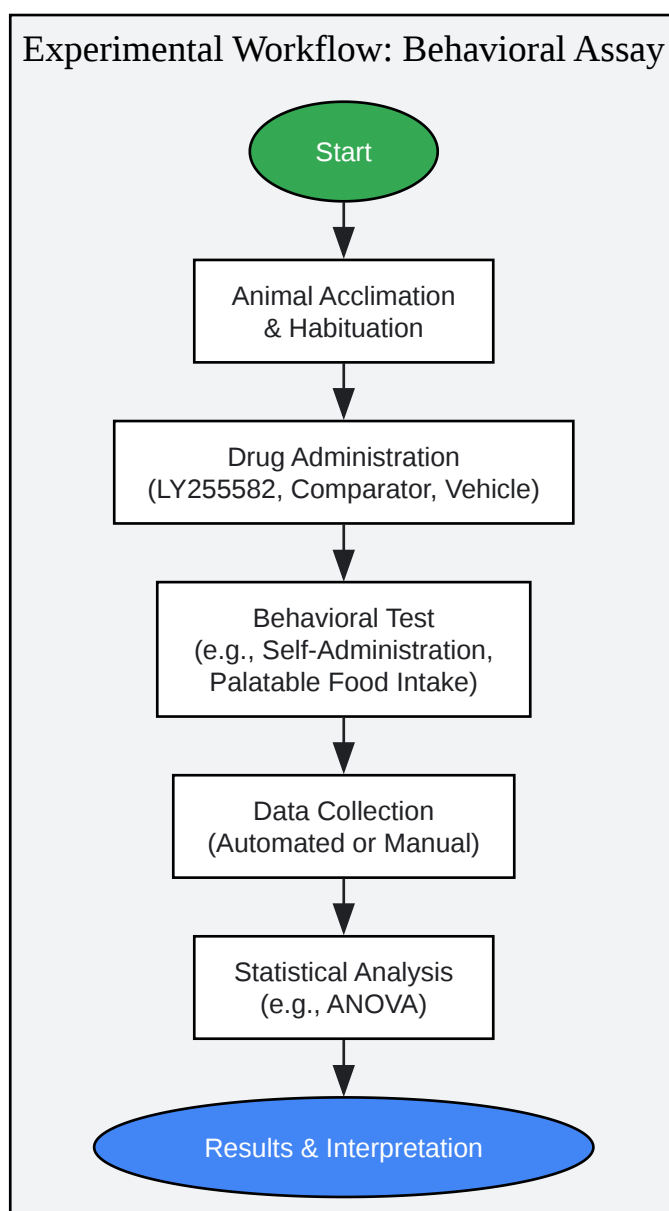 Experimental Workflow: Behavioral Assay
Start
Animal Acclimation
& Habituation
Drug Administration
(LY255582, Comparator, Vehicle)
Behavioral Test
(e.g., Self-Administration,
Palatable Food Intake)
Data Collection
(Automated or Manual)
Statistical Analysis
(e.g., ANOVA)
Results & Interpretation